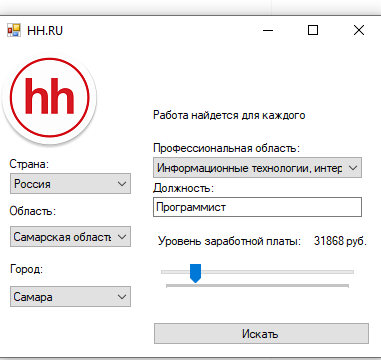 HH.RU
hh
Работа найдется для каждого
Страна:
Россия
Область:
Самарская область
Город:
Самара
Профессиональная область:
Информационные технологии, интер
Должность:
Программист
Уровень заработной платы: 31868 руб.
Искать